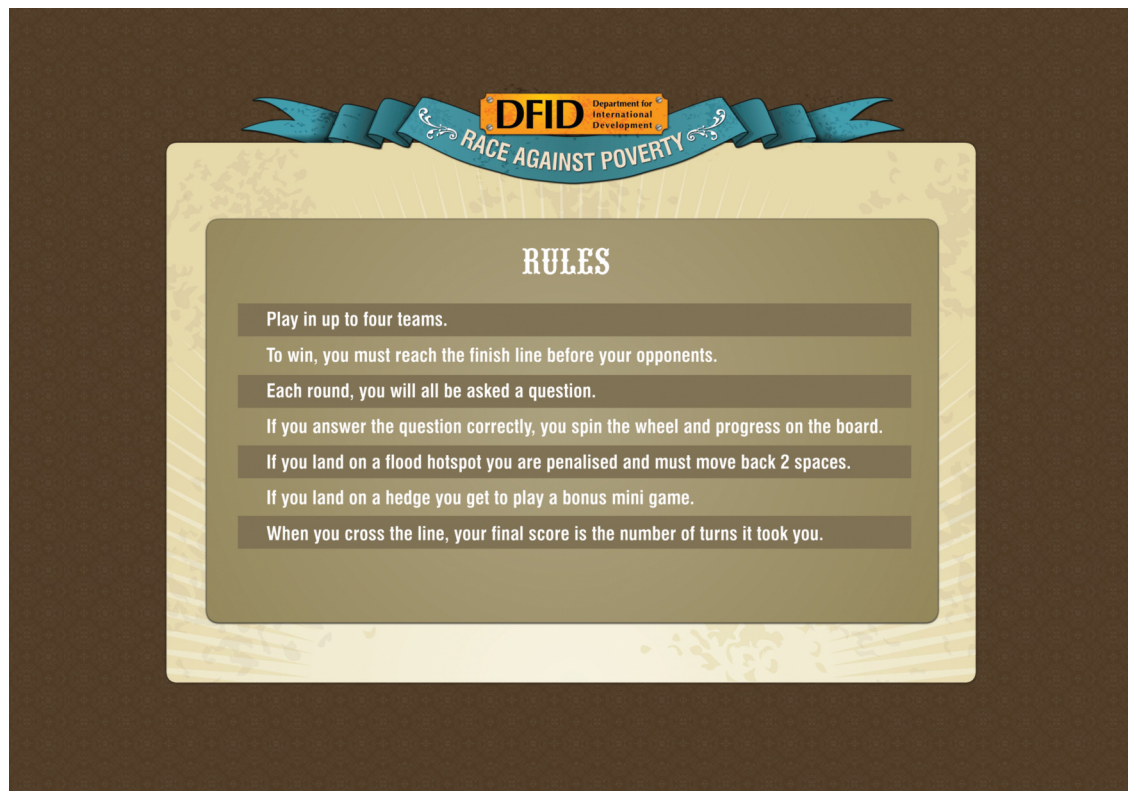 DFID
Department for
International
Development
RACE AGAINST POVERTY
RULES
Play in up to four teams.
To win, you must reach the finish line before your opponents.
Each round, you will all be asked a question.
If you answer the question correctly, you spin the wheel and progress on the board.
If you land on a flood hotspot you are penalised and must move back 2 spaces.
If you land on a hedge you get to play a bonus mini game.
When you cross the line, your final score is the number of turns it took you.